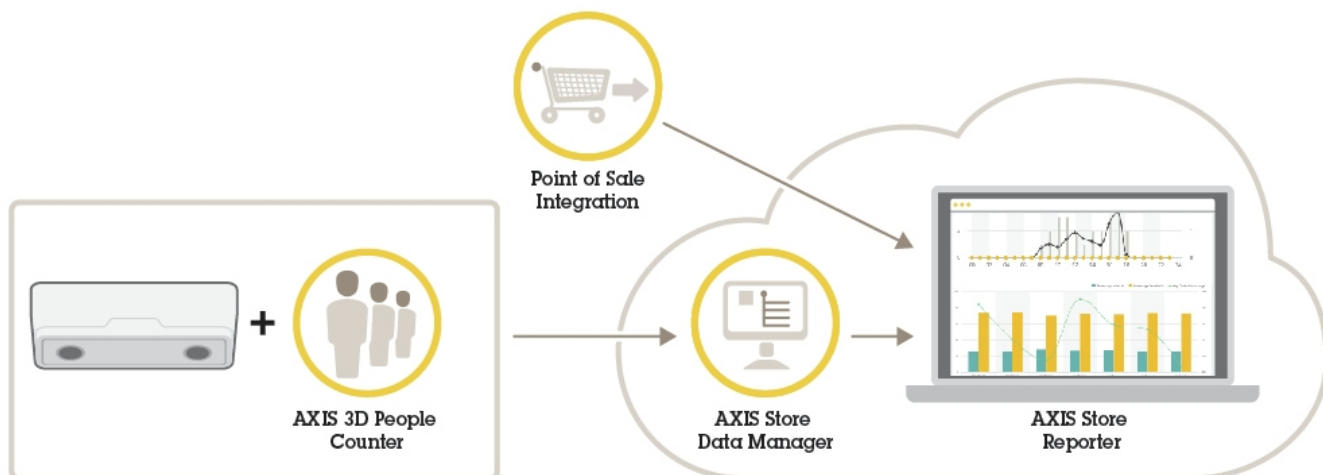 Point of Sale
Integration
AXIS 3D People
Counter
AXIS Store
Data Manager
AXIS Store
Reporter